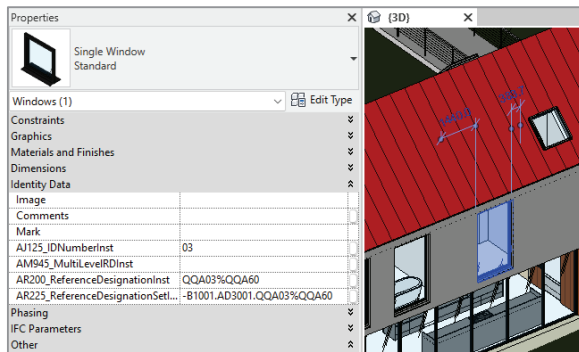 Properties
Single Window
Standard
Windows (1)
Edit Type
Constraints
Graphics
Materials and Finishes
Dimensions
Identity Data
Image
Comments
Mark
AJ125_IDNumberInst 03
AM945_MultiLevelRDInst
AR200_ReferenceDesignationInst QQA03%QQA60
AR225_ReferenceDesignationSetI... -B1001.AD3001.QQA03%QQA60
Phasing
IFC Parameters
Other
{3D}